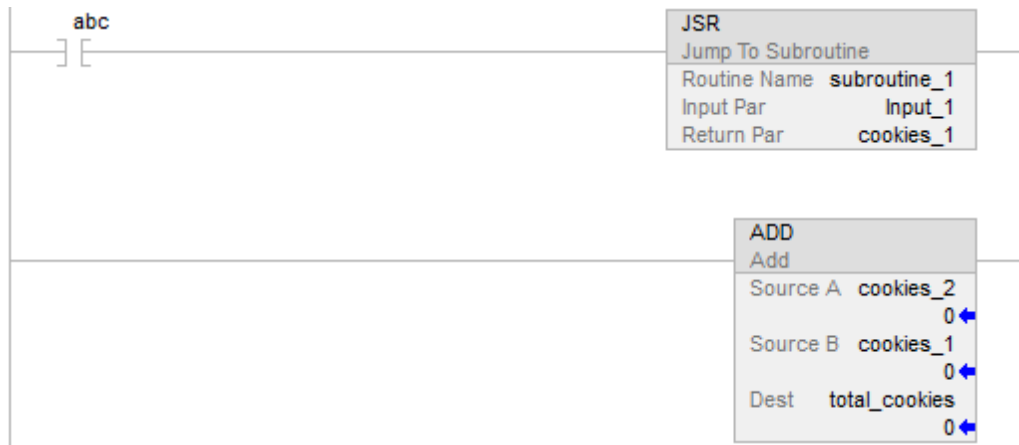 abc
JSR
Jump To Subroutine
Routine Name subroutine_1
Input Par Input_1
Return Par cookies_1
ADD
Add
Source A cookies_2
0
Source B cookies_1
0
Dest total_cookies
0